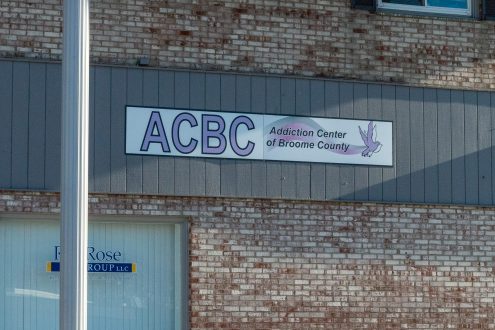 ACBC
Addiction Center
of Broome County
Rose
GROUP LLC